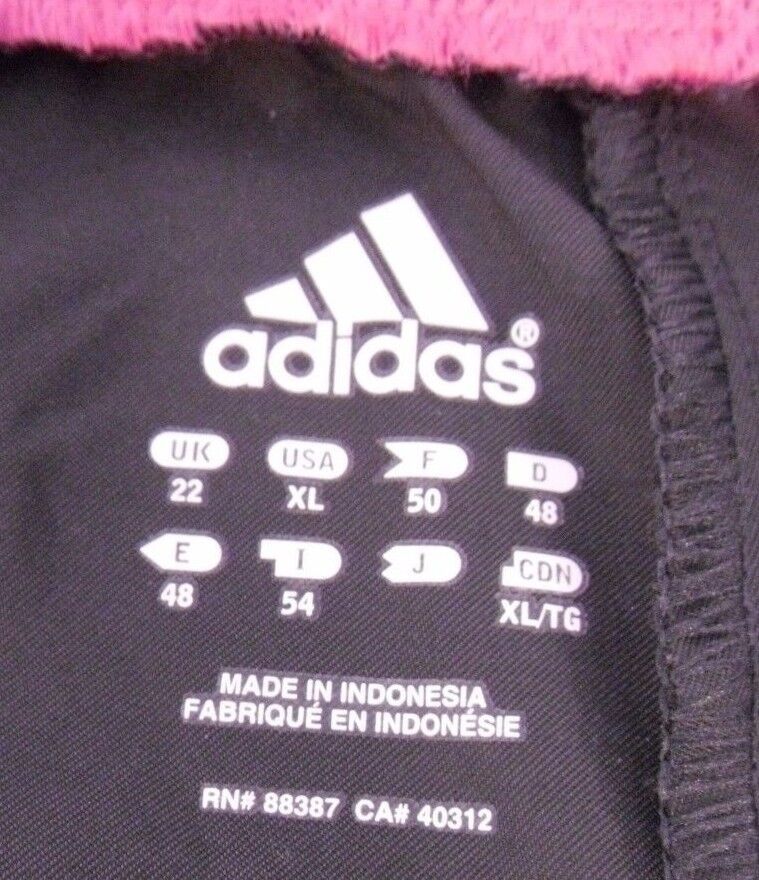 adidas®
UK USA F D
22 XL 50 48
E I J CDN
48 54 XL/TG
MADE IN INDONESIA
FABRIQUÉ EN INDONÉSIE
RN# 88387 CA# 40312